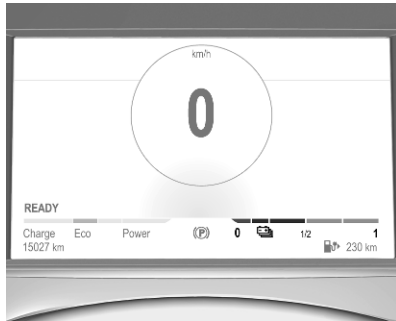 km/h
0
READY
Charge Eco Power (P) 0 1/2 1
15027 km 230 km